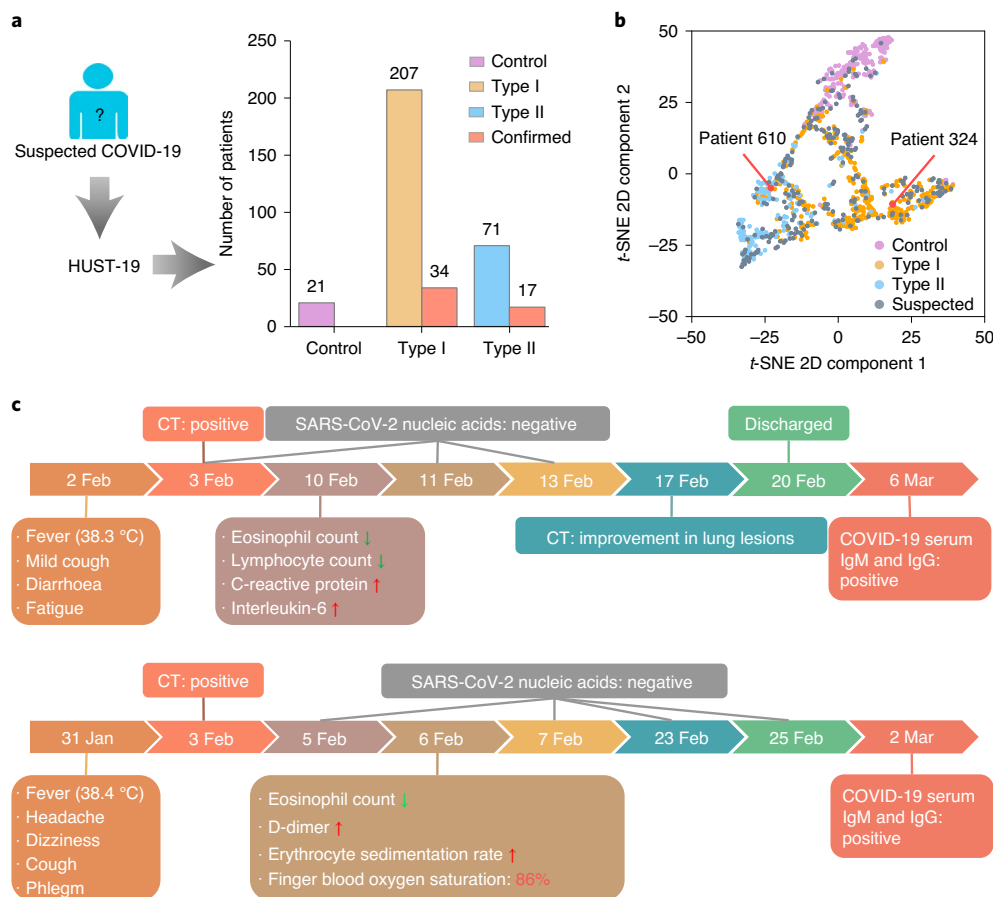 a
?
Suspected COVID-19
HUST-19
Number of patients
250
200
150
100
50
0
21
207
34
71
17
Control
Type I
Type II
Control
Type I
Type II
Confirmed
b
t-SNE 2D component 2
50
25
0
−25
−50
Patient 610
Patient 324
Control
Type I
Type II
Suspected
−50
−25
0
25
50
t-SNE 2D component 1
c
CT: positive
SARS-CoV-2 nucleic acids: negative
Discharged
2 Feb
3 Feb
10 Feb
11 Feb
13 Feb
17 Feb
20 Feb
6 Mar
· Fever (38.3 °C)
· Mild cough
· Diarrhoea
· Fatigue
· Eosinophil count ↓
· Lymphocyte count ↓
· C-reactive protein ↑
· Interleukin-6 ↑
CT: improvement in lung lesions
COVID-19 serum
IgM and IgG:
positive
CT: positive
SARS-CoV-2 nucleic acids: negative
31 Jan
3 Feb
5 Feb
6 Feb
7 Feb
23 Feb
25 Feb
2 Mar
· Fever (38.4 °C)
· Headache
· Dizziness
· Cough
· Phlegm
· Eosinophil count ↓
· D-dimer ↑
· Erythrocyte sedimentation rate ↑
· Finger blood oxygen saturation: 86%
COVID-19 serum
IgM and IgG:
positive